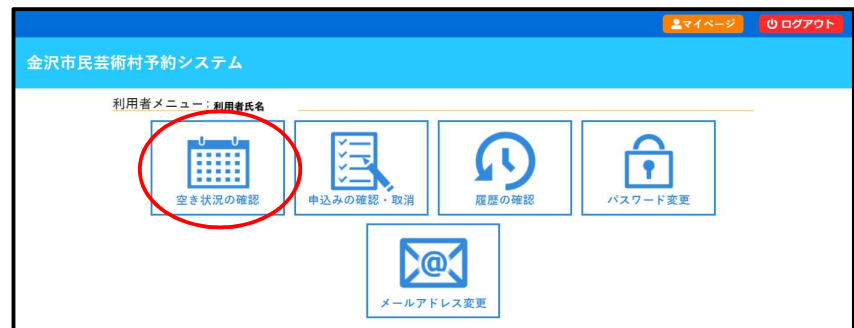 マイページ ログアウト
金沢市民芸術村予約システム
利用者メニュー：利用者氏名
空き状況の確認 申込みの確認・取消 履歴の確認 パスワード変更
メールアドレス変更